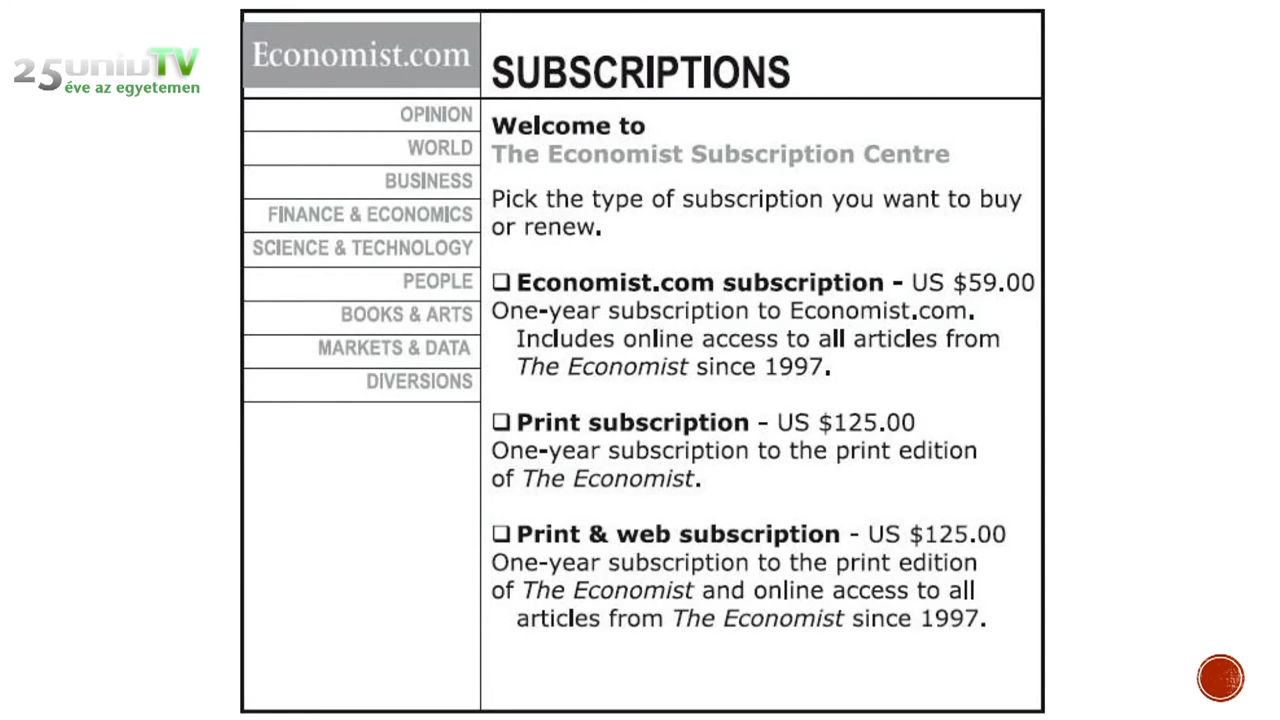 25univTV
éve az egyetemen
Economist.com
SUBSCRIPTIONS
OPINION
WORLD
BUSINESS
FINANCE & ECONOMICS
SCIENCE & TECHNOLOGY
PEOPLE
BOOKS & ARTS
MARKETS & DATA
DIVERSIONS
Welcome to
The Economist Subscription Centre
Pick the type of subscription you want to buy
or renew.
❑ Economist.com subscription - US $59.00
One-year subscription to Economist.com.
Includes online access to all articles from
The Economist since 1997.
❑ Print subscription - US $125.00
One-year subscription to the print edition
of The Economist.
❑ Print & web subscription - US $125.00
One-year subscription to the print edition
of The Economist and online access to all
articles from The Economist since 1997.